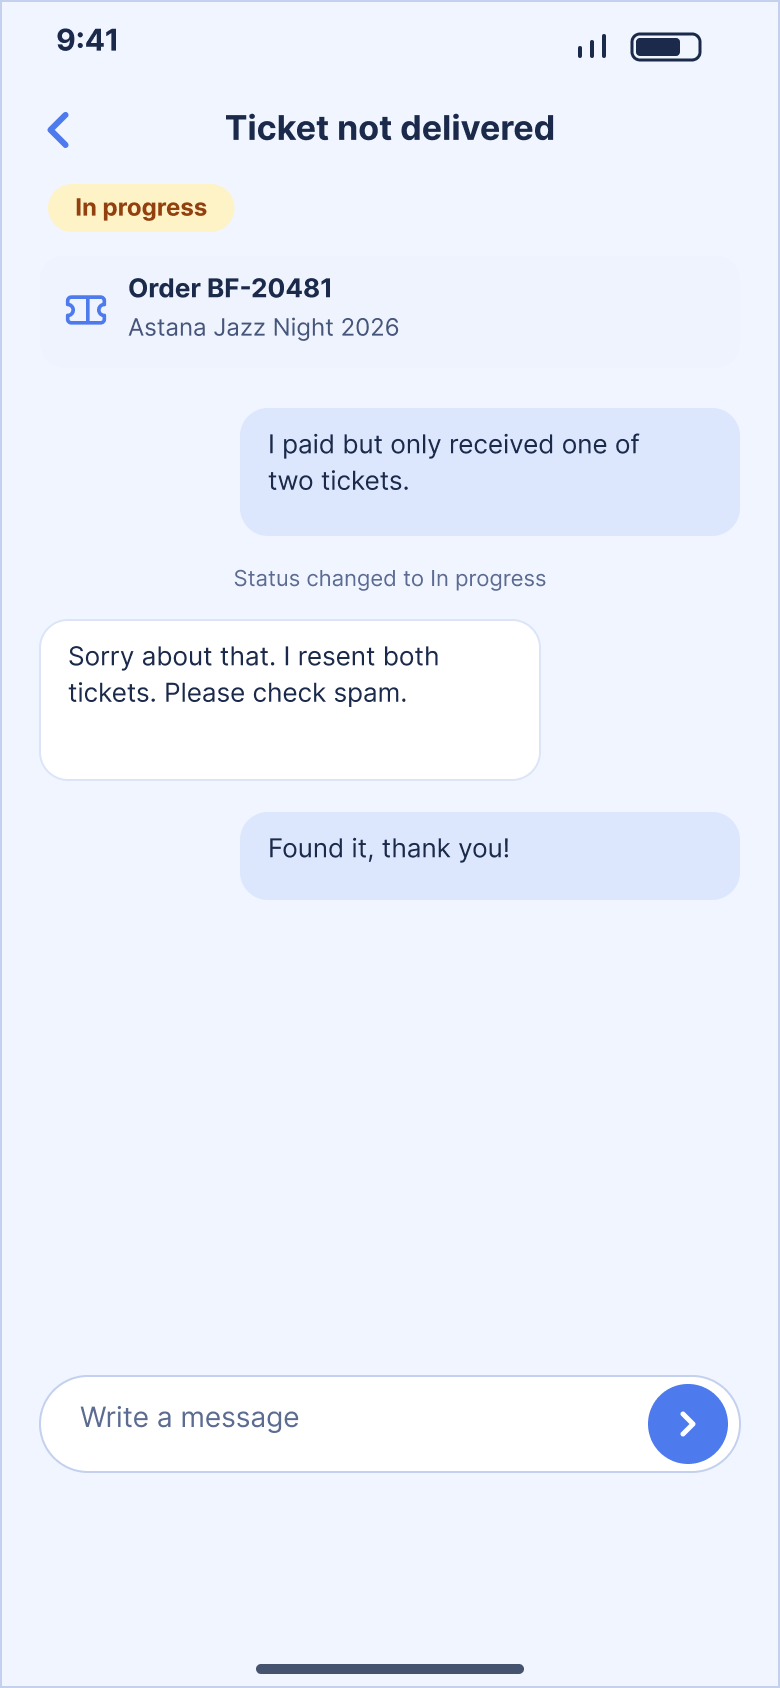 9:41
Ticket not delivered
In progress
Order BF-20481
Astana Jazz Night 2026
I paid but only received one of
two tickets.
Status changed to In progress
Sorry about that. I resent both
tickets. Please check spam.
Found it, thank you!
Write a message